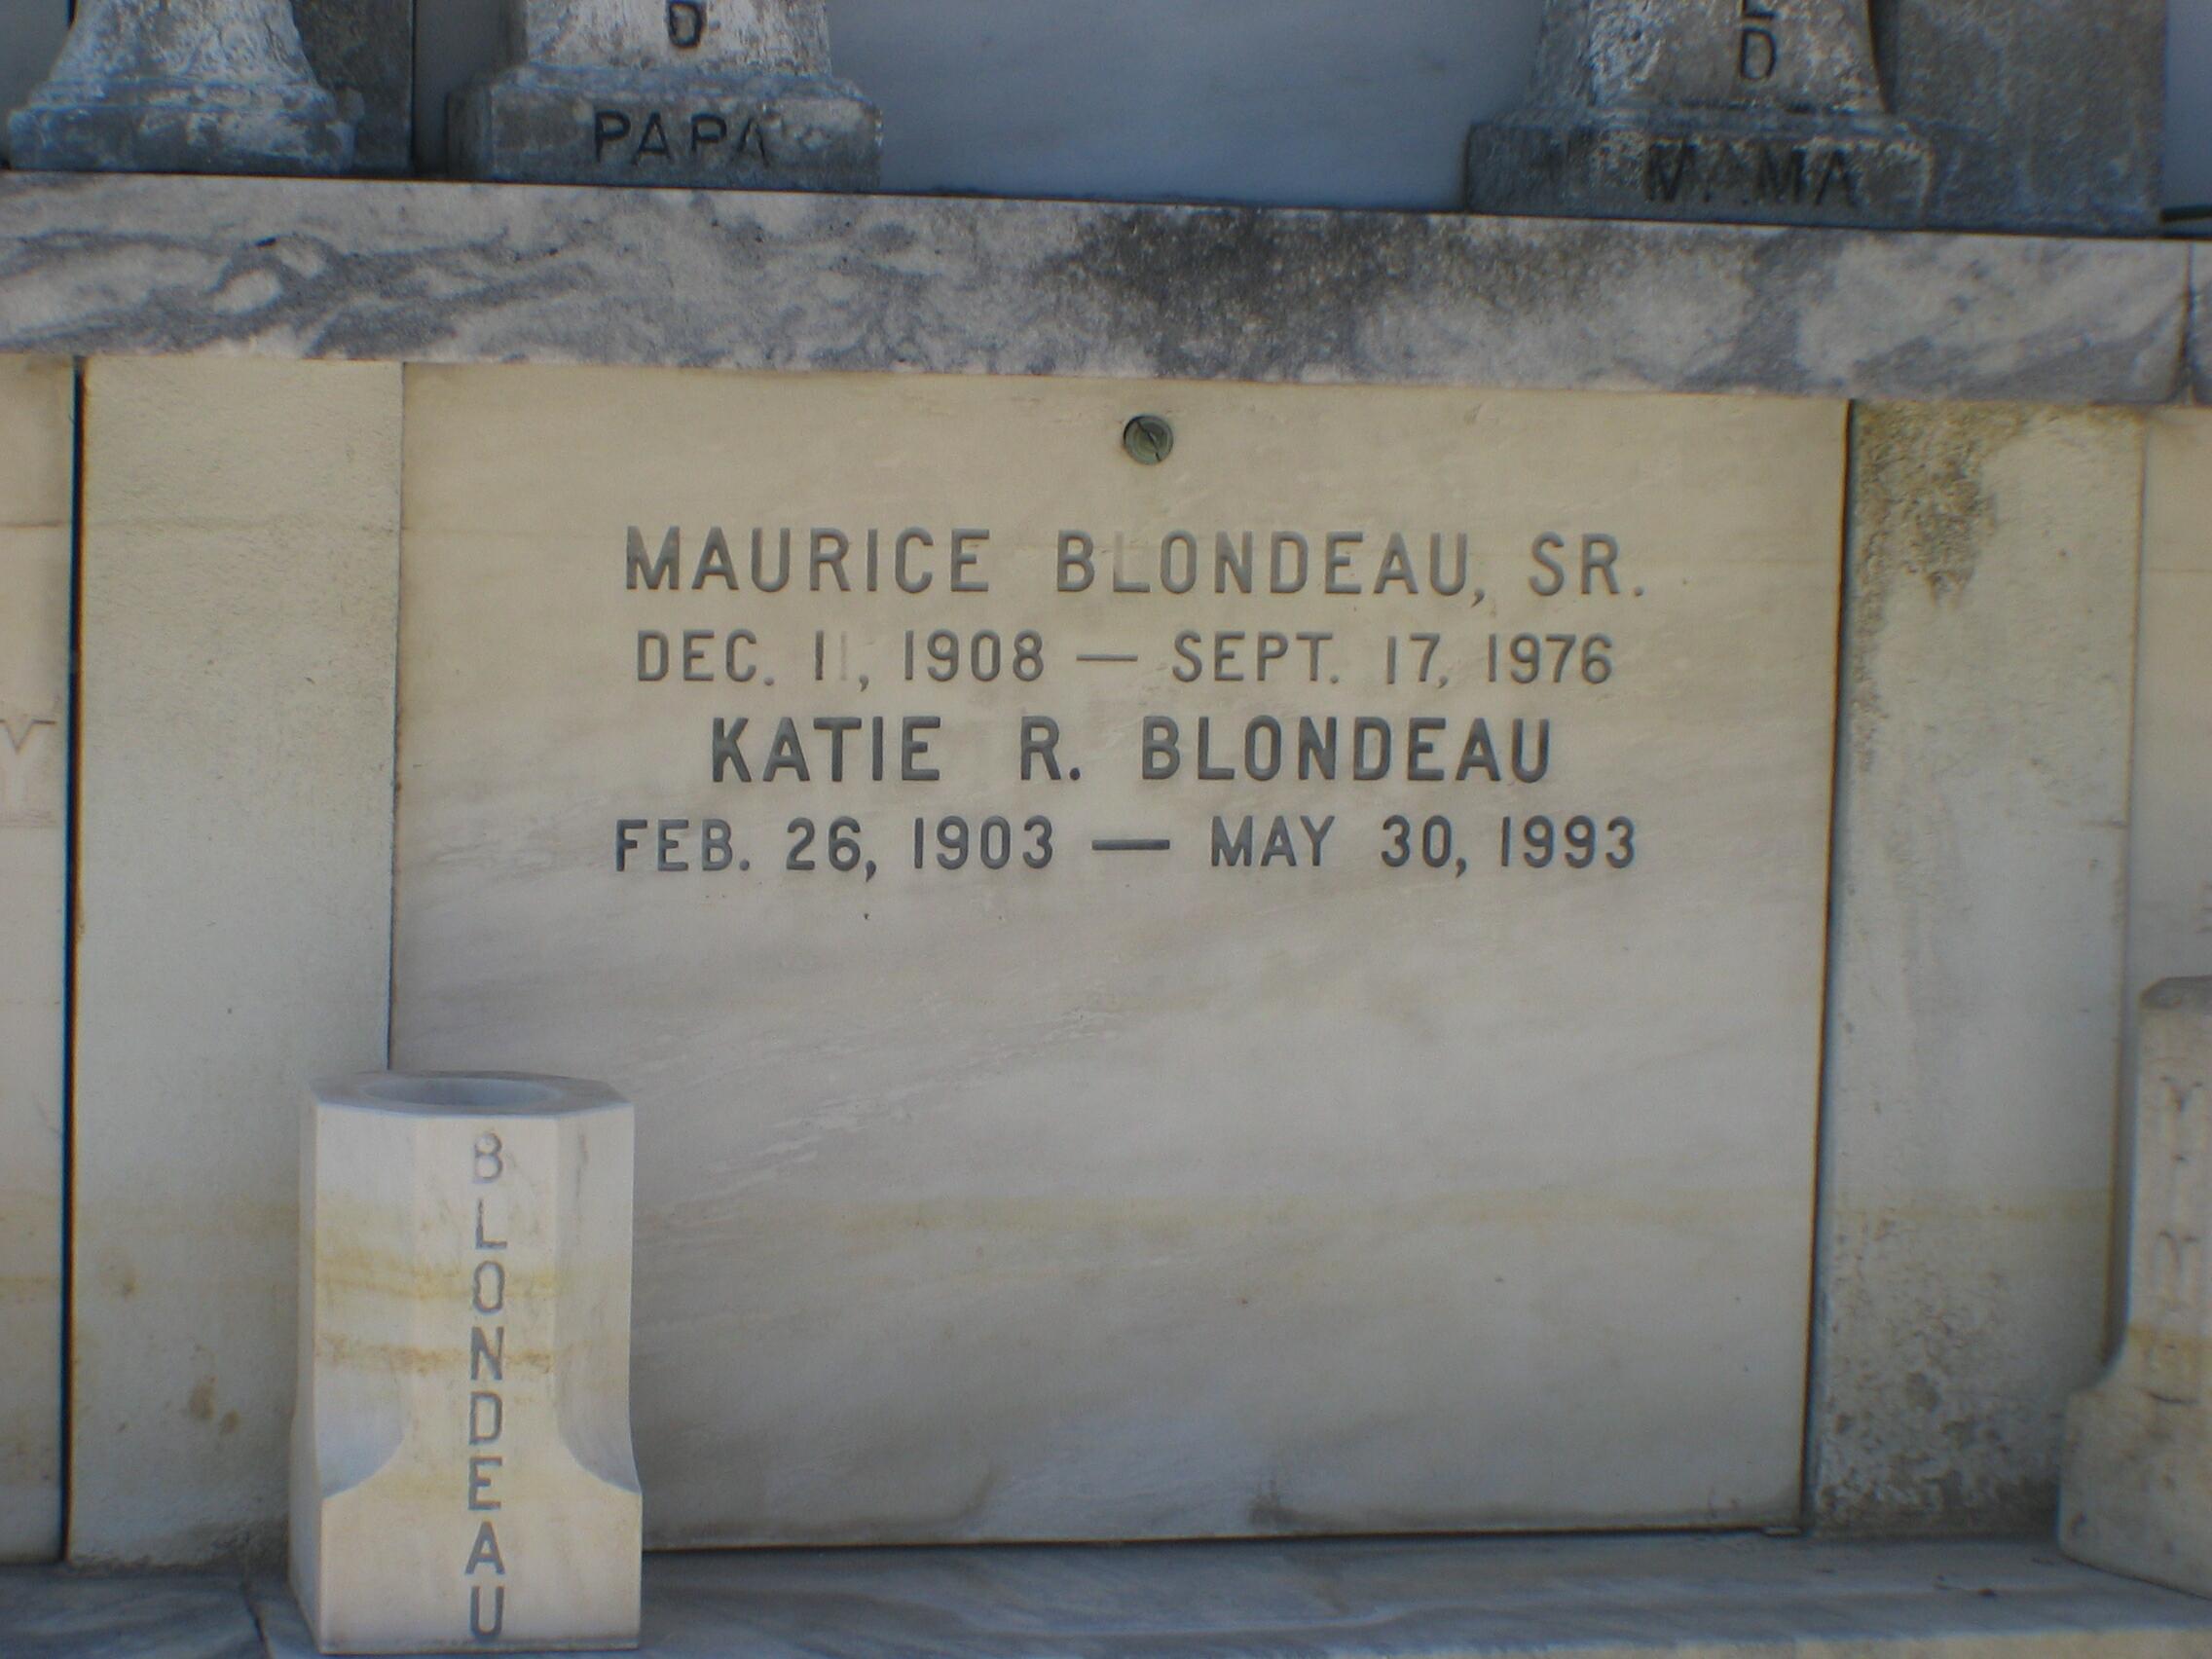 D
PAPA
D
MAMA
MAURICE BLONDEAU, SR.
DEC. 11, 1908 — SEPT. 17, 1976
KATIE R. BLONDEAU
FEB. 26, 1903 — MAY 30, 1993
BLONDEAU